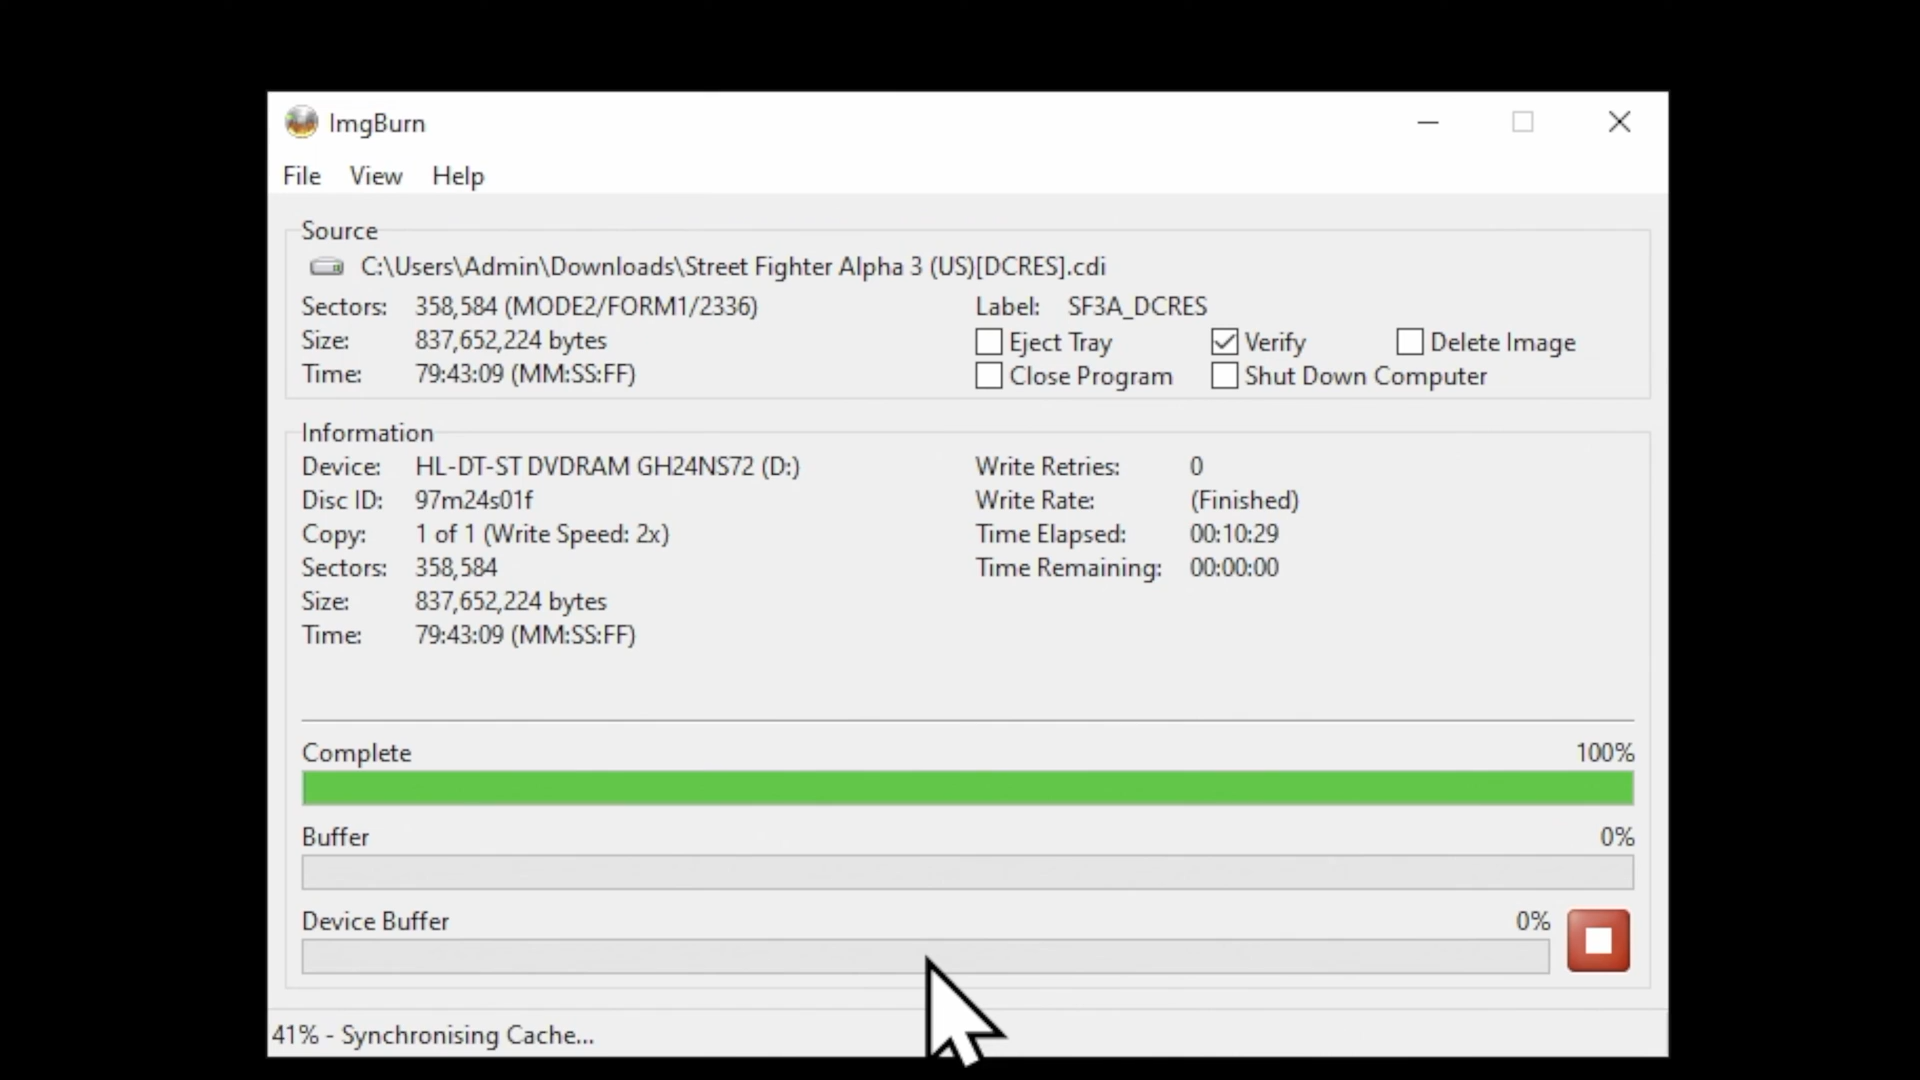 ImgBurn
File View Help
Source
C:\Users\Admin\Downloads\Street Fighter Alpha 3 (US)[DCRES].cdi
Sectors: 358,584 (MODE2/FORM1/2336) Label: SF3A_DCRES
Size: 837,652,224 bytes Eject Tray Verify Delete Image
Time: 79:43:09 (MM:SS:FF) Close Program Shut Down Computer
Information
Device: HL-DT-ST DVDRAM GH24NS72 (D:) Write Retries: 0
Disc ID: 97m24s01f Write Rate: (Finished)
Copy: 1 of 1 (Write Speed: 2x) Time Elapsed: 00:10:29
Sectors: 358,584 Time Remaining: 00:00:00
Size: 837,652,224 bytes
Time: 79:43:09 (MM:SS:FF)
Complete 100%
Buffer 0%
Device Buffer 0%
41% - Synchronising Cache...